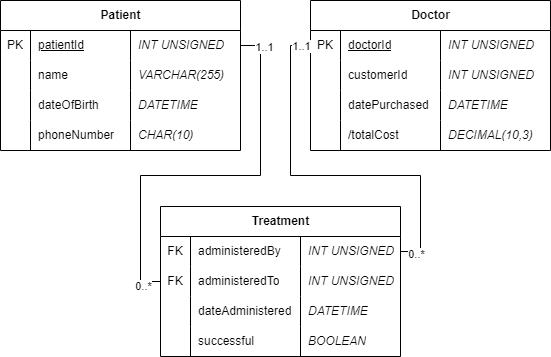 Patient
PK patientId INT UNSIGNED
name VARCHAR(255)
dateOfBirth DATETIME
phoneNumber CHAR(10)
1..1
1..1
Doctor
PK doctorId INT UNSIGNED
customerId INT UNSIGNED
datePurchased DATETIME
/totalCost DECIMAL(10,3)
Treatment
FK administeredBy INT UNSIGNED
0..*
0..*
FK administeredTo INT UNSIGNED
dateAdministered DATETIME
successful BOOLEAN